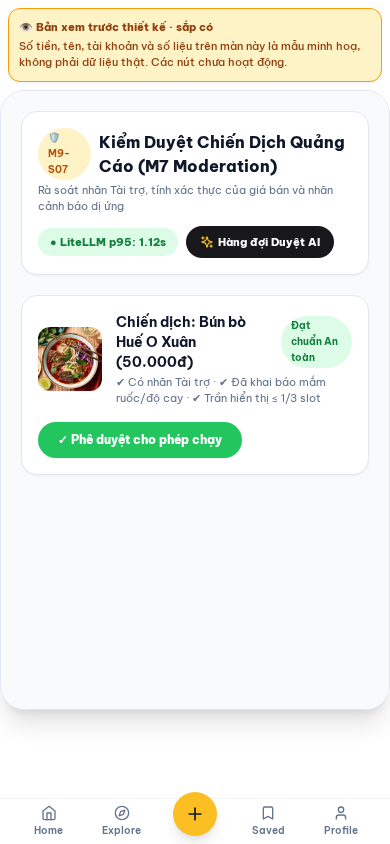 👁️ Bản xem trước thiết kế · sắp có
Số tiền, tên, tài khoản và số liệu trên màn này là mẫu minh hoạ,
không phải dữ liệu thật. Các nút chưa hoạt động.
🛡️
M9-
S07
Kiểm Duyệt Chiến Dịch Quảng
Cáo (M7 Moderation)
Rà soát nhãn Tài trợ, tính xác thực của giá bán và nhãn
cảnh báo dị ứng
● LiteLLM p95: 1.12s
Hàng đợi Duyệt AI
Chiến dịch: Bún bò
Huế O Xuân
(50.000đ)
Đạt
chuẩn An
toàn
✔ Có nhãn Tài trợ · ✔ Đã khai báo mắm
ruốc/độ cay · ✔ Trần hiển thị ≤ 1/3 slot
✓ Phê duyệt cho phép chạy
Home
Explore
Saved
Profile